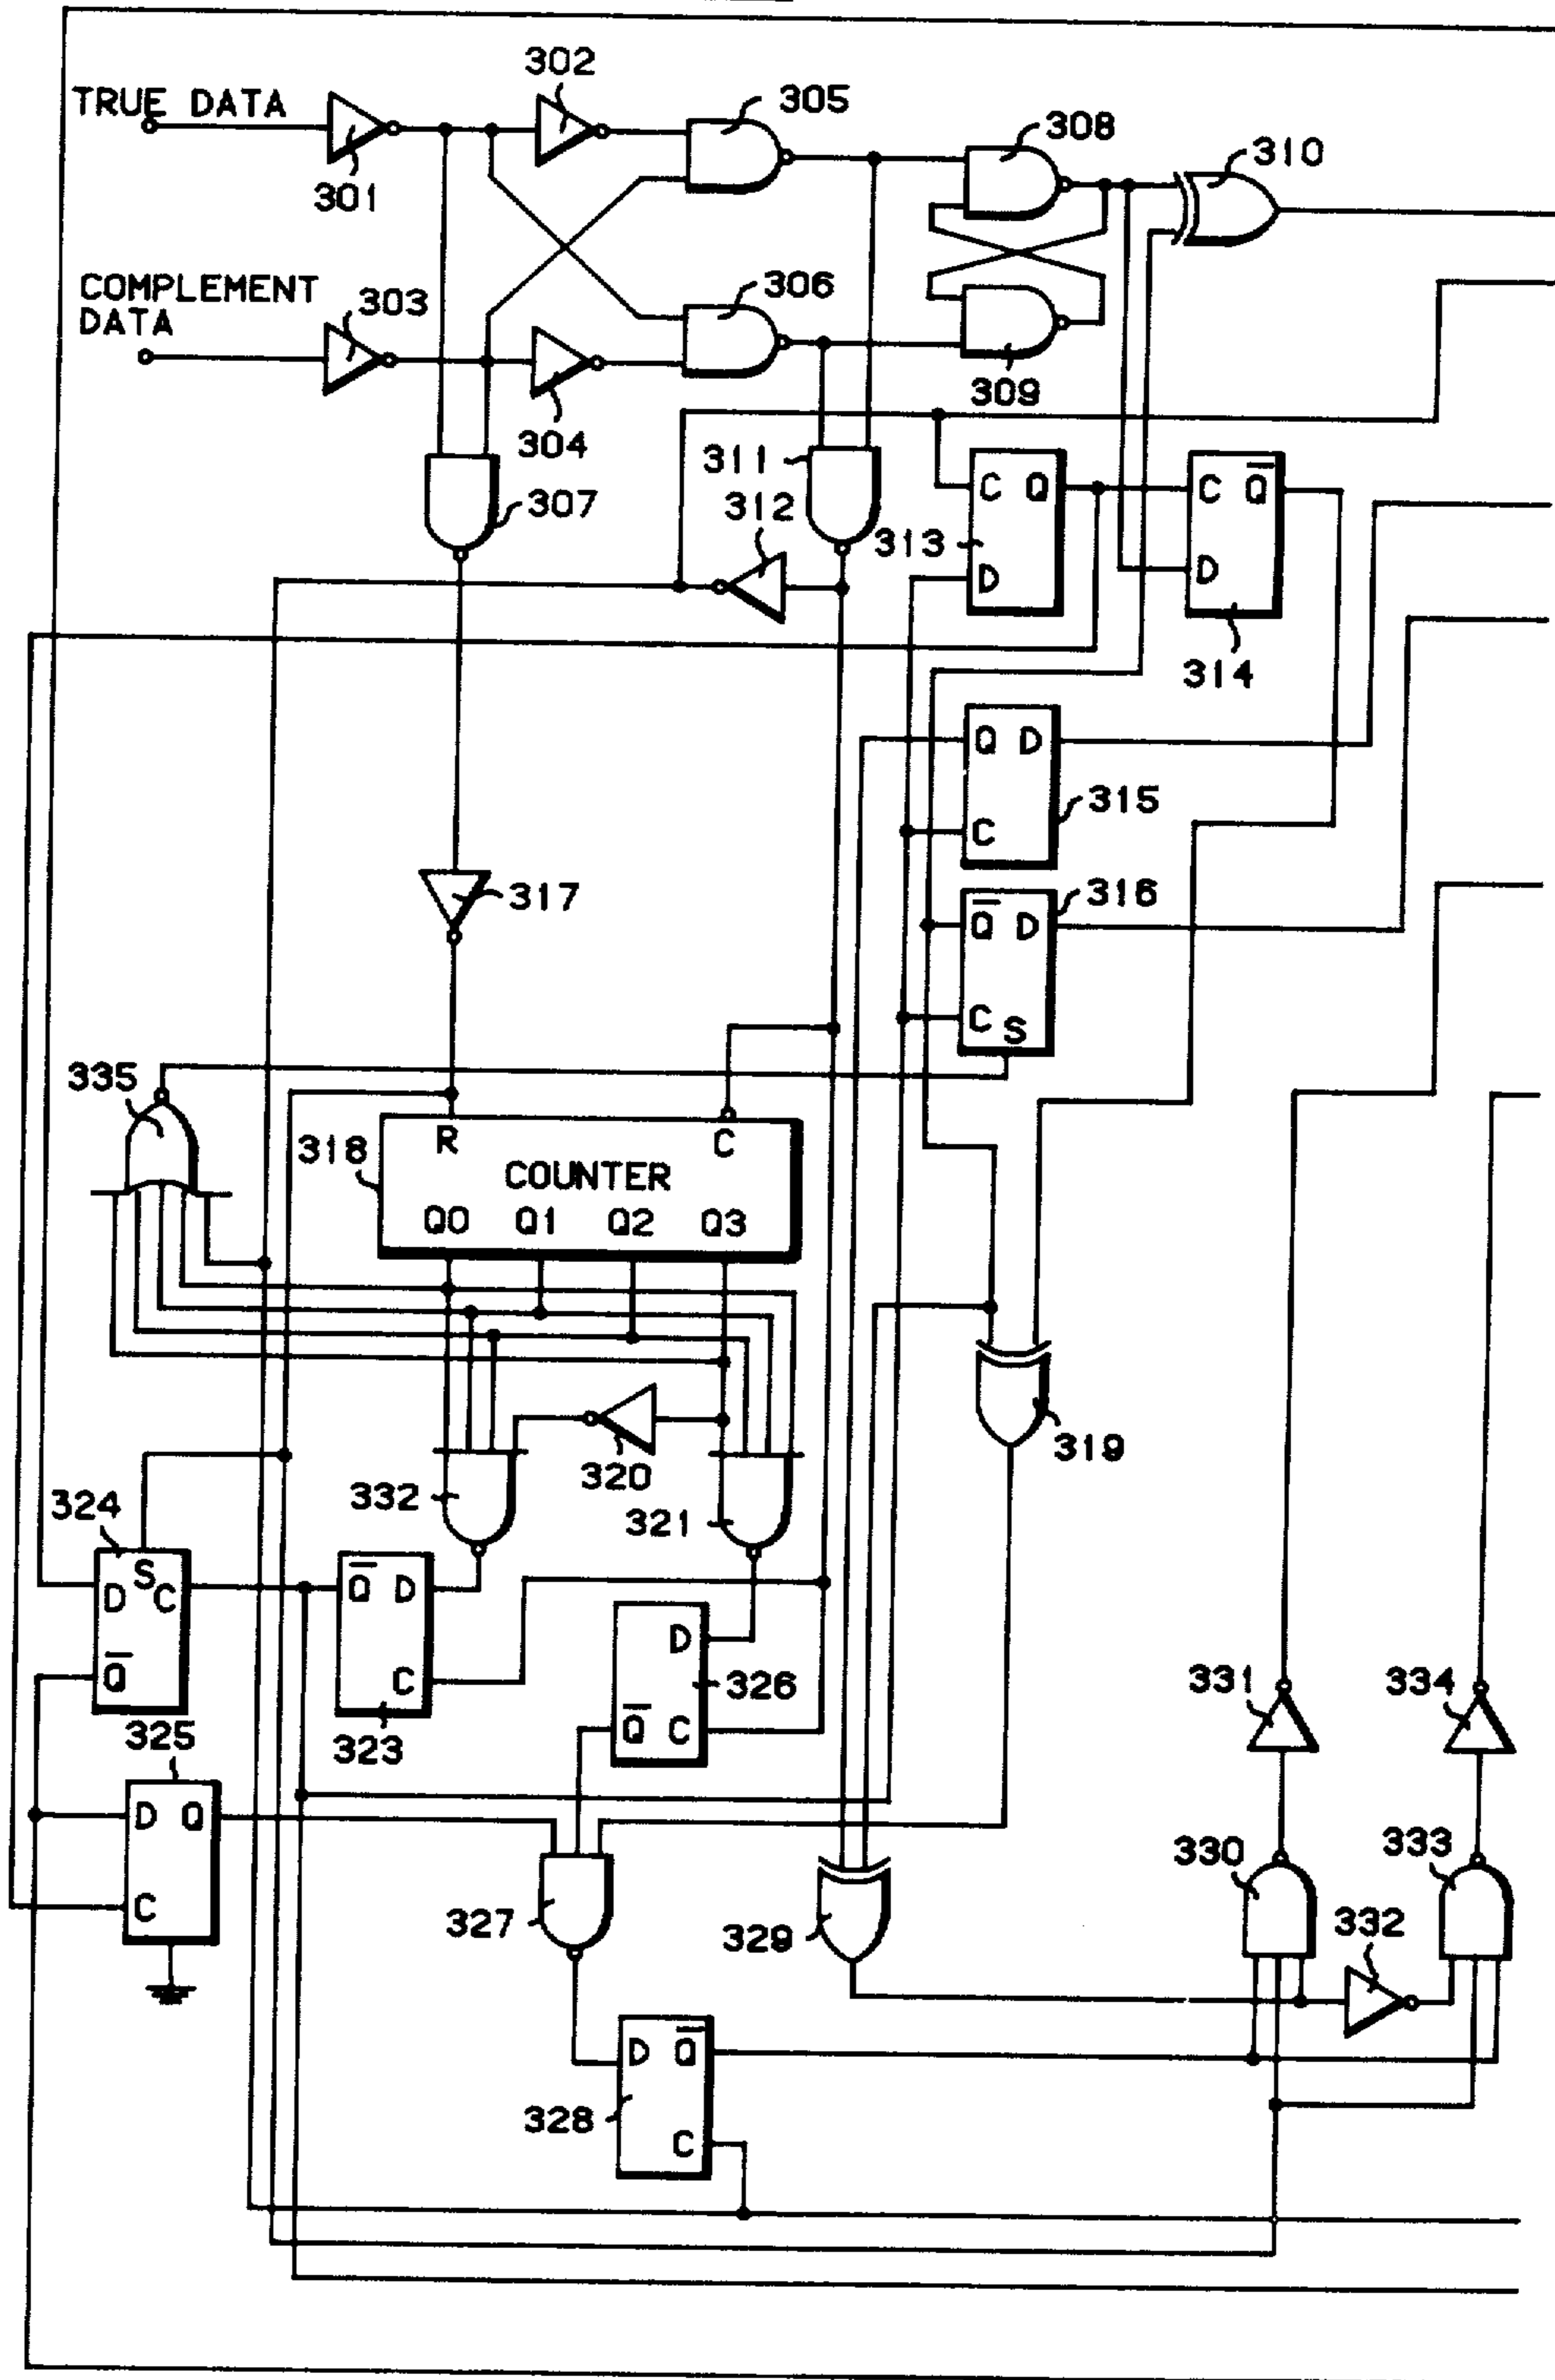 302
TRUE DATA
305
308
310
301
COMPLEMENT
DATA
303
306
309
304
311
C Q
C Q
307
312
313
D
D
314
Q D
315
C
317
316
Q D
C S
335
R C
318
COUNTER
Q0 Q1 Q2 Q3
319
320
332
321
324
S
D C
Q D
D
Q
C
326
331
334
Q C
325
323
D Q
330
333
C
327
329
332
D Q
328
C